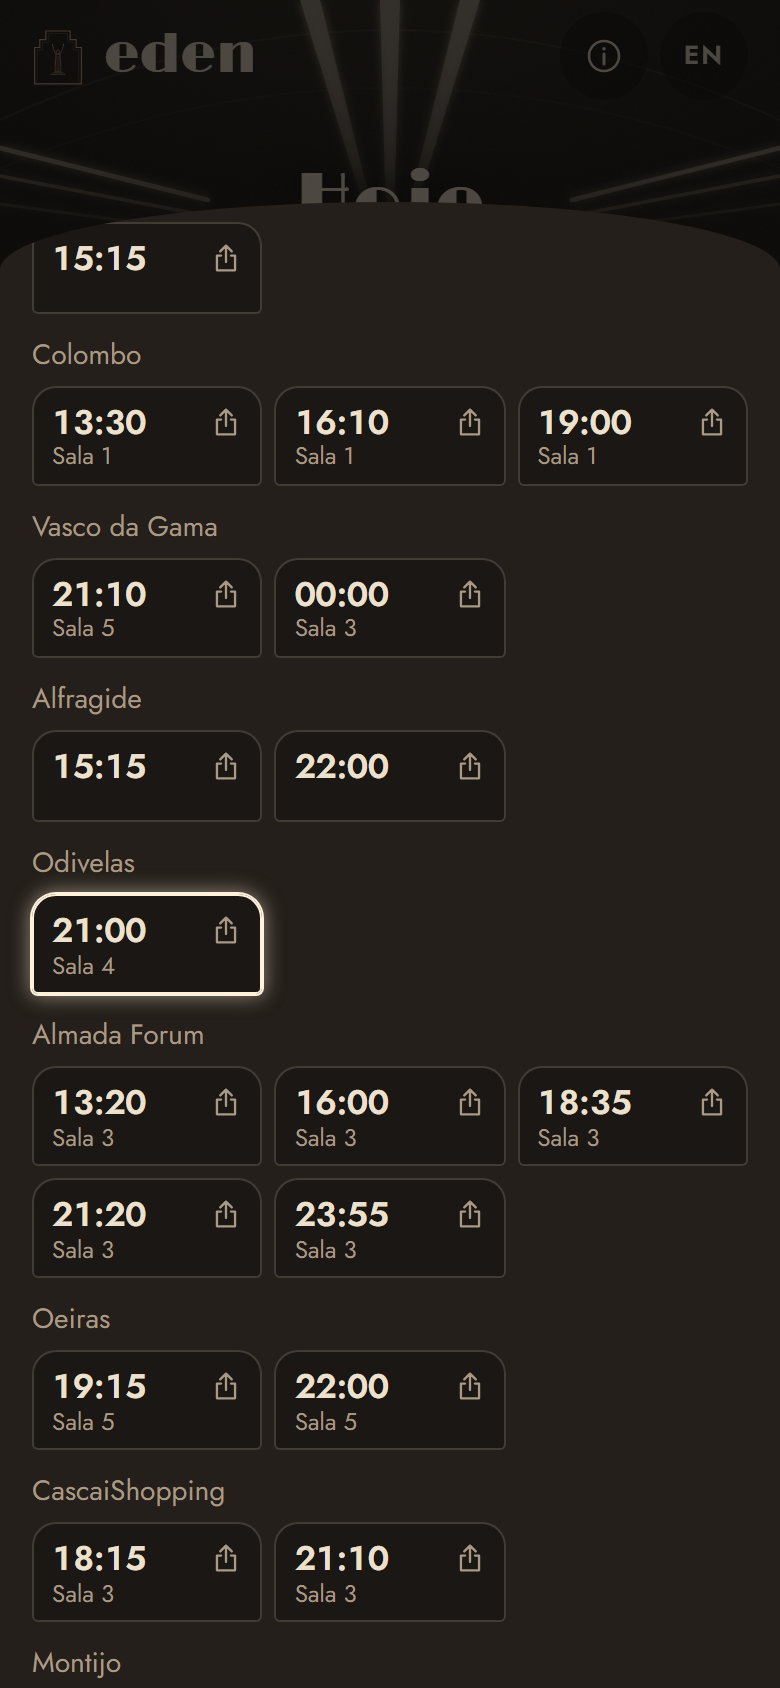 eden
EN
Hoje
15:15
Colombo
13:30 16:10 19:00
Sala 1 Sala 1 Sala 1
Vasco da Gama
21:10 00:00
Sala 5 Sala 3
Alfragide
15:15 22:00
Odivelas
21:00
Sala 4
Almada Forum
13:20 16:00 18:35
Sala 3 Sala 3 Sala 3
21:20 23:55
Sala 3 Sala 3
Oeiras
19:15 22:00
Sala 5 Sala 5
CascaiShopping
18:15 21:10
Sala 3 Sala 3
Montijo